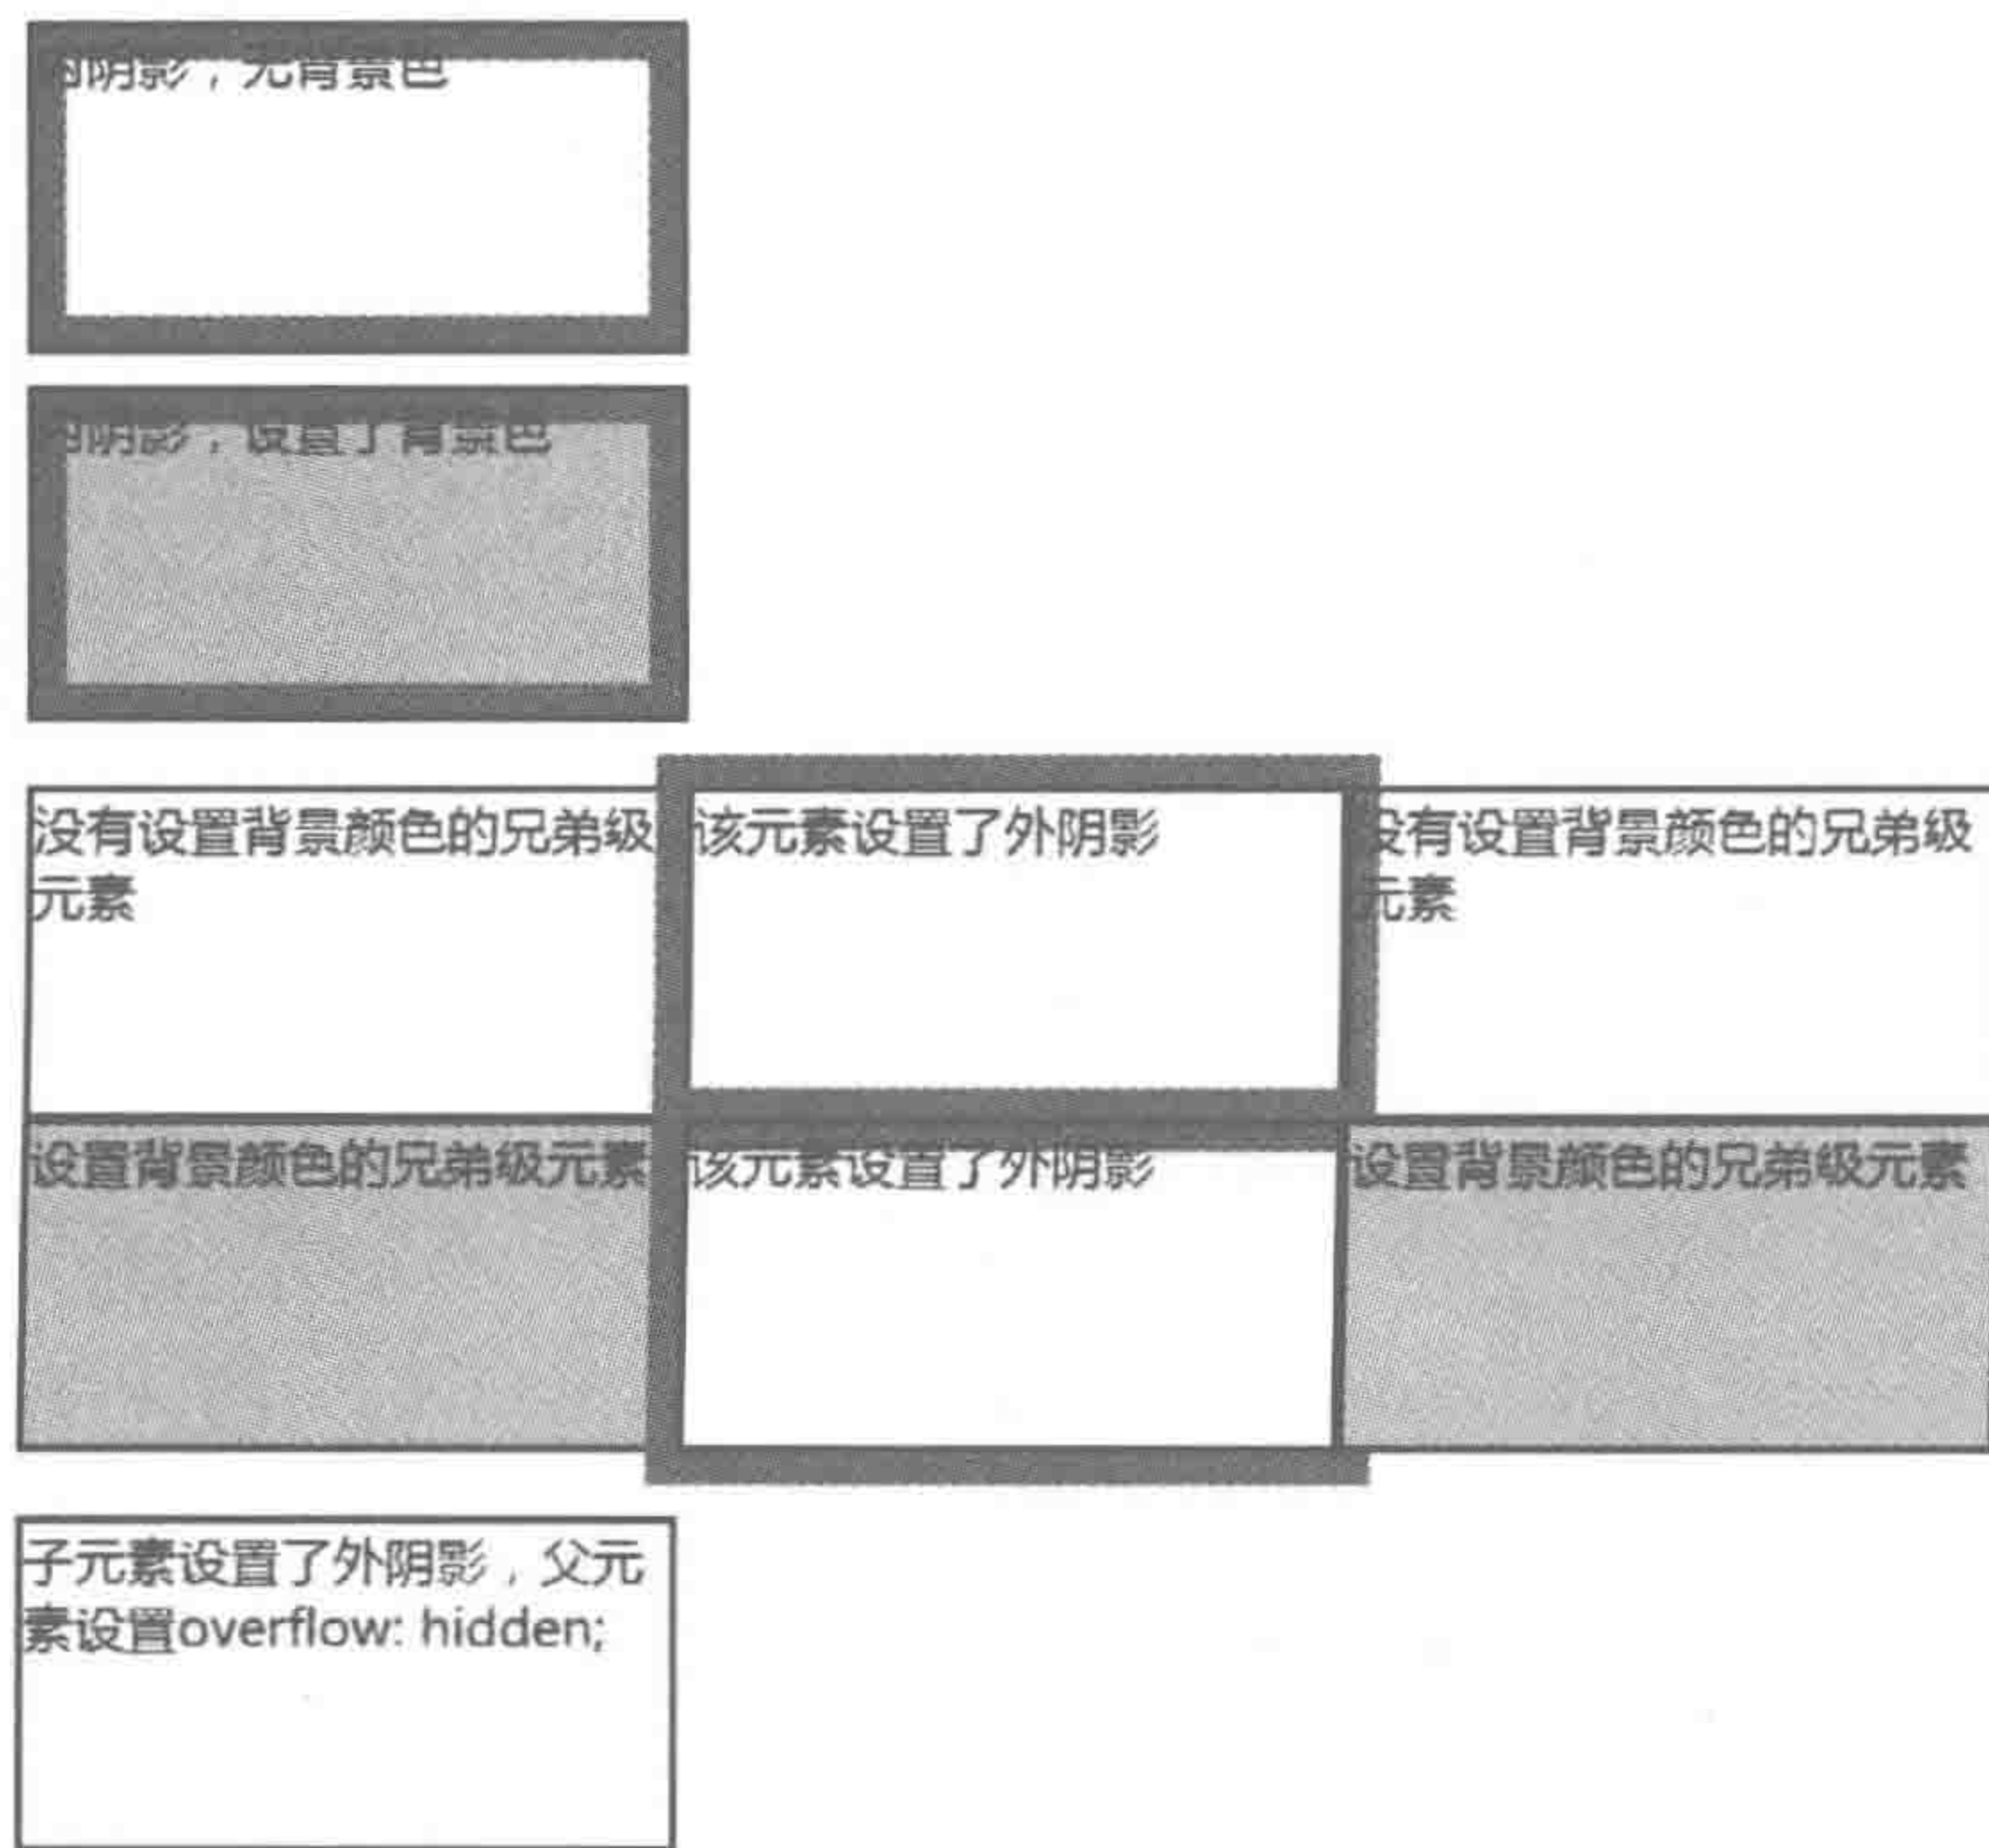 内阴影，无背景色
内阴影，设置了背景色
没有设置背景颜色的兄弟级
元素
该元素设置了外阴影
没有设置背景颜色的兄弟级
元素
设置背景颜色的兄弟级元素
该元素设置了外阴影
设置背景颜色的兄弟级元素
子元素设置了外阴影，父元
素设置overflow: hidden;